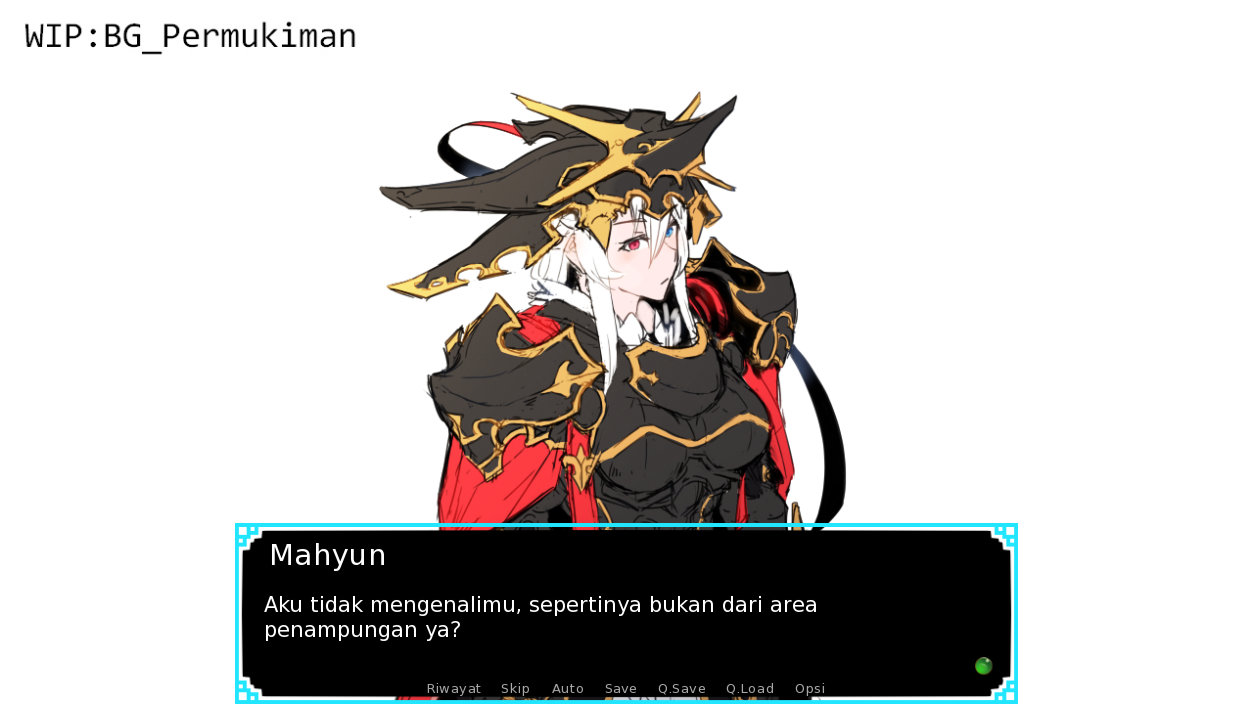 WIP:BG_Permukiman
Mahyun
Aku tidak mengenalimu, sepertinya bukan dari area
penampungan ya?
Riwayat Skip Auto Save Q.Save Q.Load Opsi